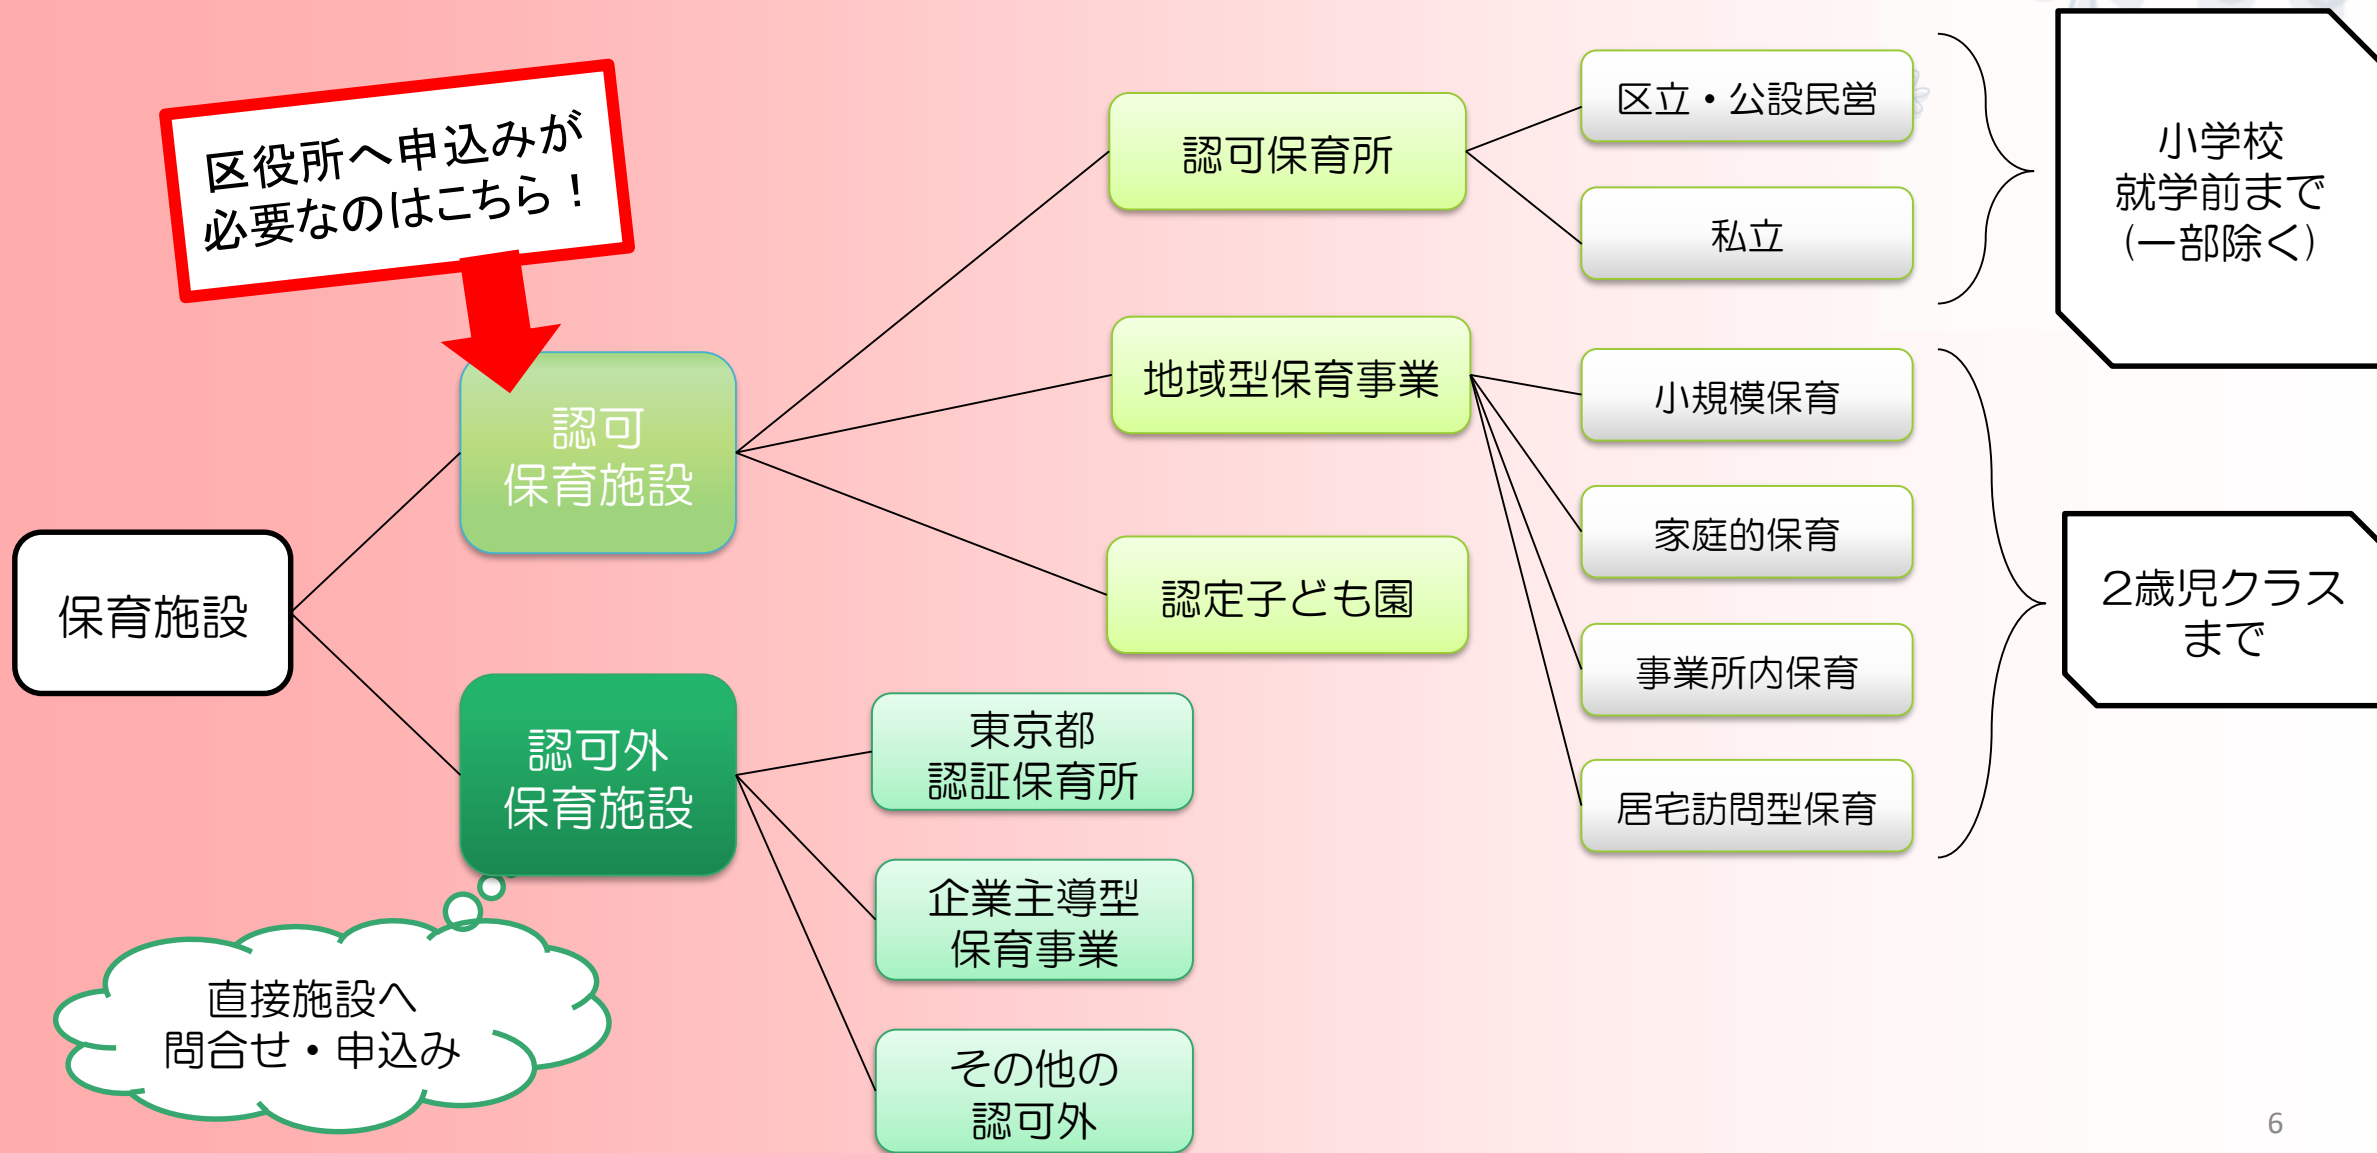 区役所へ申込みが
必要なのはこちら！
保育施設
認可
保育施設
認可外
保育施設
直接施設へ
問合せ・申込み
認可保育所
地域型保育事業
認定子ども園
東京都
認証保育所
企業主導型
保育事業
その他の
認可外
区立・公設民営
私立
小規模保育
家庭的保育
事業所内保育
居宅訪問型保育
小学校
就学前まで
（一部除く）
2歳児クラス
まで
6